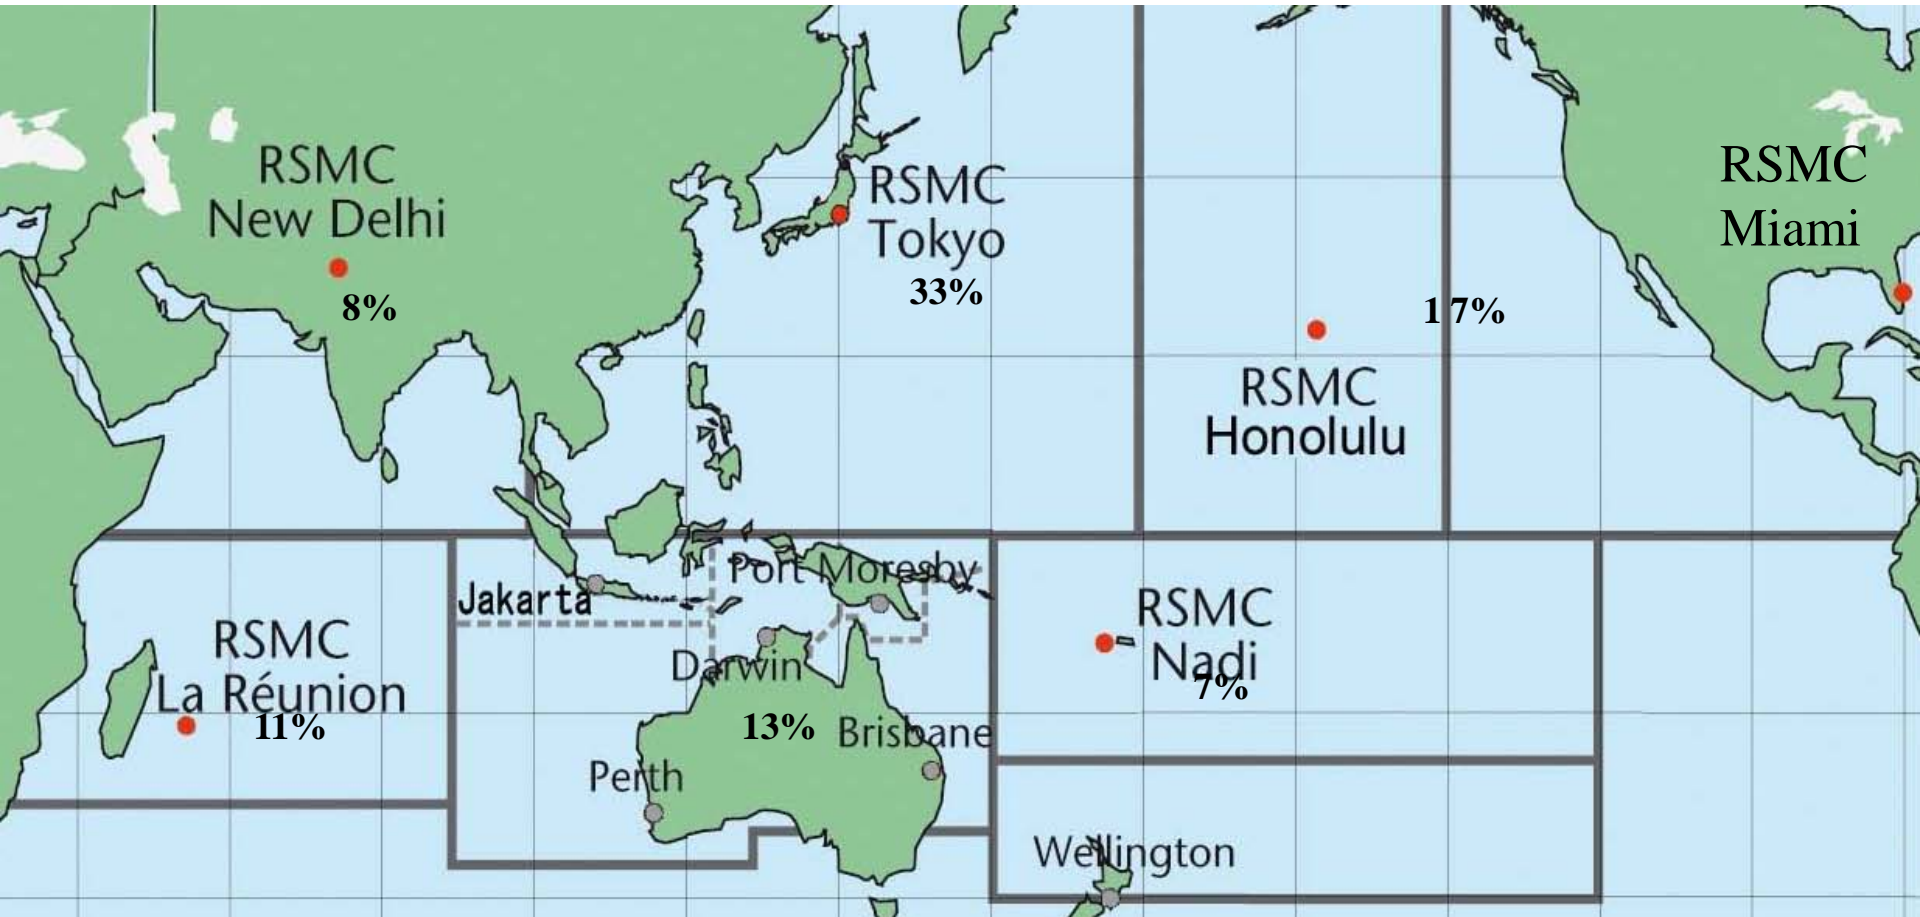 RSMC
New Delhi
8%
RSMC
Tokyo
33%
RSMC
Honolulu
17%
RSMC
Miami
RSMC
La Réunion
11%
Jakarta
Port Moresby
Darwin
13%
Brisbane
Perth
RSMC
Nadi
7%
Wellington